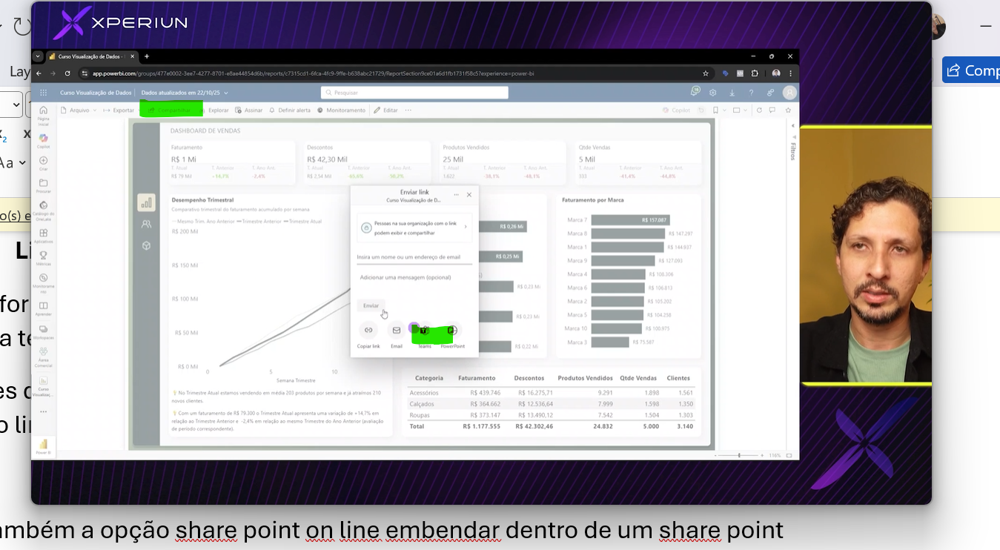 XPERIUN
Curso Visualização de Dados -
app.powerbi.com/groups/477e0002-3ee7-4277-8701-e8ae44854d6b/reports/c7315cd1-6fca-4fc9-9ffe-b638abc21729/ReportSection9ce01a6d1fb1731f58c5?experience=power-bi
Lay
Comp
Curso Visualização de Dados Dados atualizados em 22/10/25
Pesquisar
Arquivo Exportar Compartilhar Explorar Assinar Definir alerta Monitoramento Editar ...
Copilot
Página Inicial
Copilot
Criar
Procurar
Catálogo do OneLake
Aplicativos
Métricas
Monitorame nto
Aprender
Workspaces
Área Comercial
Curso Visualizaç...
Power BI
Filtros
DASHBOARD DE VENDAS
Faturamento Descontos Produtos Vendidos Qtde Vendas
R$ 1 Mi R$ 42,30 Mil 25 Mil 5 Mil
T. Atual T. Anterior T. Ano Ant. T. Atual T. Anterior T. Ano Ant. T. Atual T. Anterior T. Ano Ant. T. Atual T. Anterior T. Ano Ant.
R$ 79 Mil +14,7% -2,4% R$ 2,54 Mil 1.622 -38,1% 333 -41,4% -44,8%
Desempenho Trimestral
Comparativo trimestral do faturamento acumulado por semana
Mesmo Trim. Ano Anterior Trimestre Anterior Trimestre Atual
R$ 200 Mil
R$ 150 Mil
R$ 100 Mil
R$ 50 Mil
R$ 0 Mil
0 5 10
Semana Trimestre
No Trimestre Atual estamos vendendo em média 203 produtos por semana e já atraímos 210
novos clientes.
Com um faturamento de R$ 79.300 o Trimestre Atual apresenta uma variação de +14,7% em
relação ao Trimestre Anterior e -2,4% em relação ao mesmo Trimestre do Ano Anterior (avaliação
de período correspondente).
Enviar link
Curso Visualização de D...
Pessoas na sua organização com o link
podem exibir e compartilhar
Insira um nome ou um endereço de email
Adicionar uma mensagem (opcional)
Enviar
Copiar link Email Teams PowerPoint
R$ 0,26 Mi
R$ 0,25 Mi
R$ 0,23 Mi
R$ 0,23 Mi
R$ 0,22 Mi
Faturamento por Marca
Marca 7 R$ 157.087
Marca 8 R$ 147.297
Marca 1 R$ 144.937
Marca 9 R$ 127.093
Marca 4 R$ 108.306
Marca 6 R$ 106.813
Marca 2 R$ 105.202
Marca 5 R$ 104.258
Marca 10 R$ 100.975
Marca 3 R$ 75.587
Categoria Faturamento Descontos Produtos Vendidos Qtde Vendas Clientes
Acessórios R$ 439.746 R$ 16.275,71 9.291 1.898 1.561
Calçados R$ 364.662 R$ 12.536,64 7.999 1.598 1.350
Roupas R$ 373.147 R$ 13.490,12 7.542 1.504 1.303
Total R$ 1.177.555 R$ 42.302,46 24.832 5.000 3.140
116%
ambém a opção share point on line embendar dentro de um share point